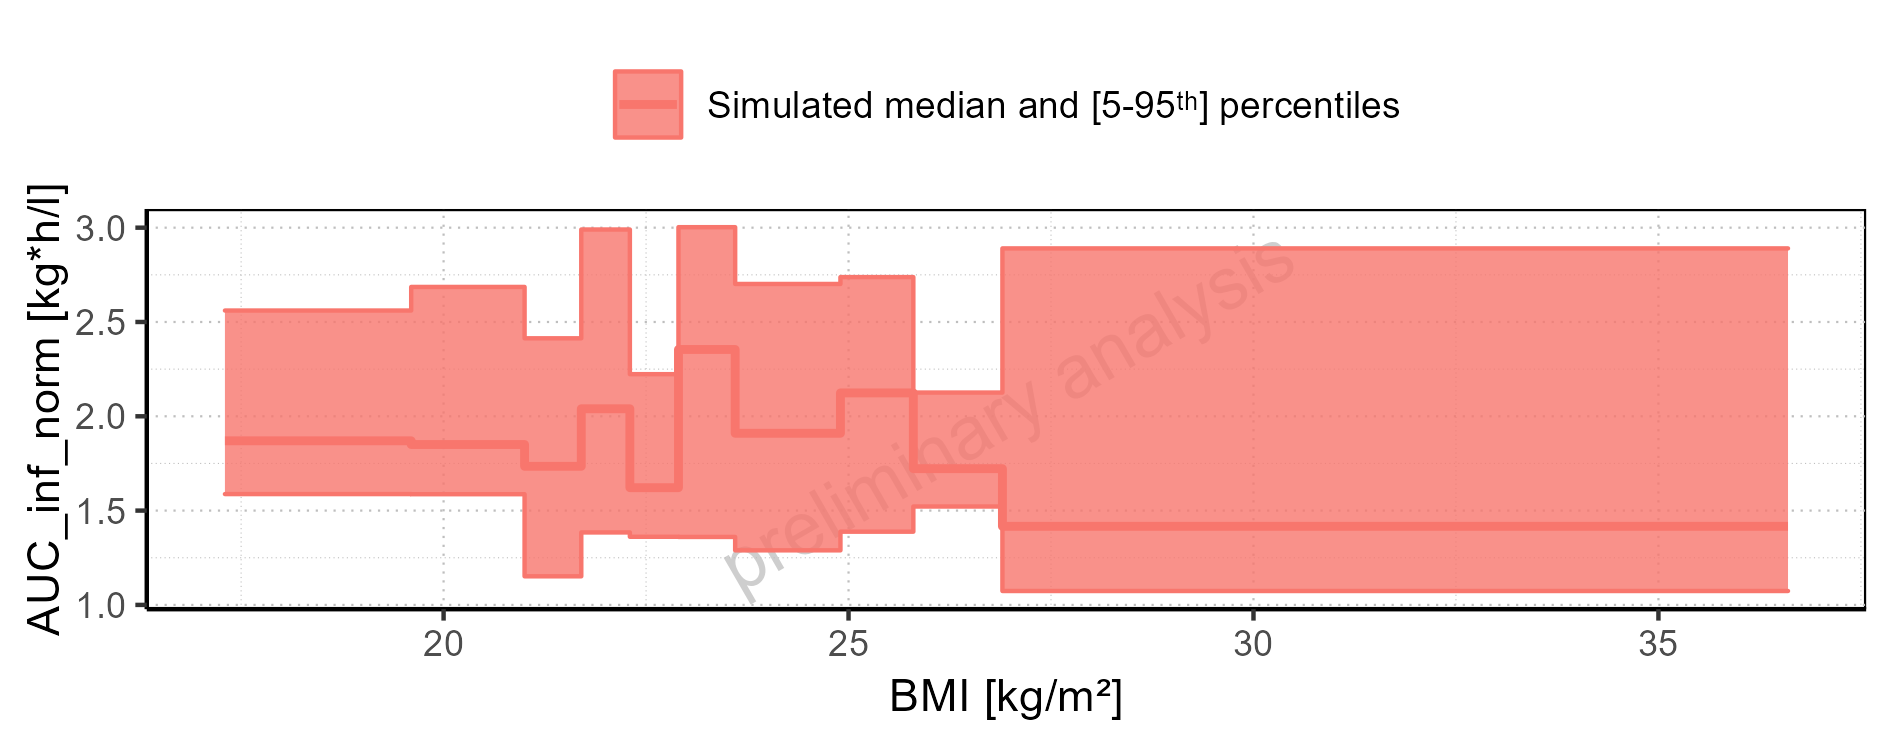 Simulated median and [5-95ᵗʰ] percentiles
AUC_inf_norm [kg*h/l]
3.0
2.5
2.0
1.5
1.0
preliminary analysis
20 25 30 35
BMI [kg/m²]